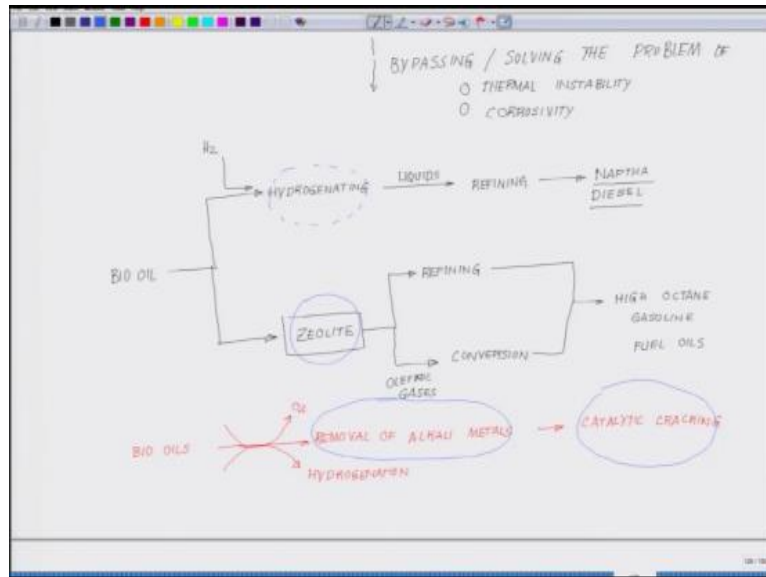 BYPASSING / SOLVING THE PROBLEM OF
O THERMAL INSTABILITY
O CORROSIVITY
H2
HYDROGENATING
LIQUIDS
REFINING
NAPTHA
DIESEL
BIO OIL
ZEOLITE
REFINING
OLEFINIC
GASES
CONVERSION
HIGH OCTANE
GASOLINE
FUEL OILS
BIO OILS
REMOVAL OF ALKALI METALS
CATALYTIC CRACKING
HYDROGENATION